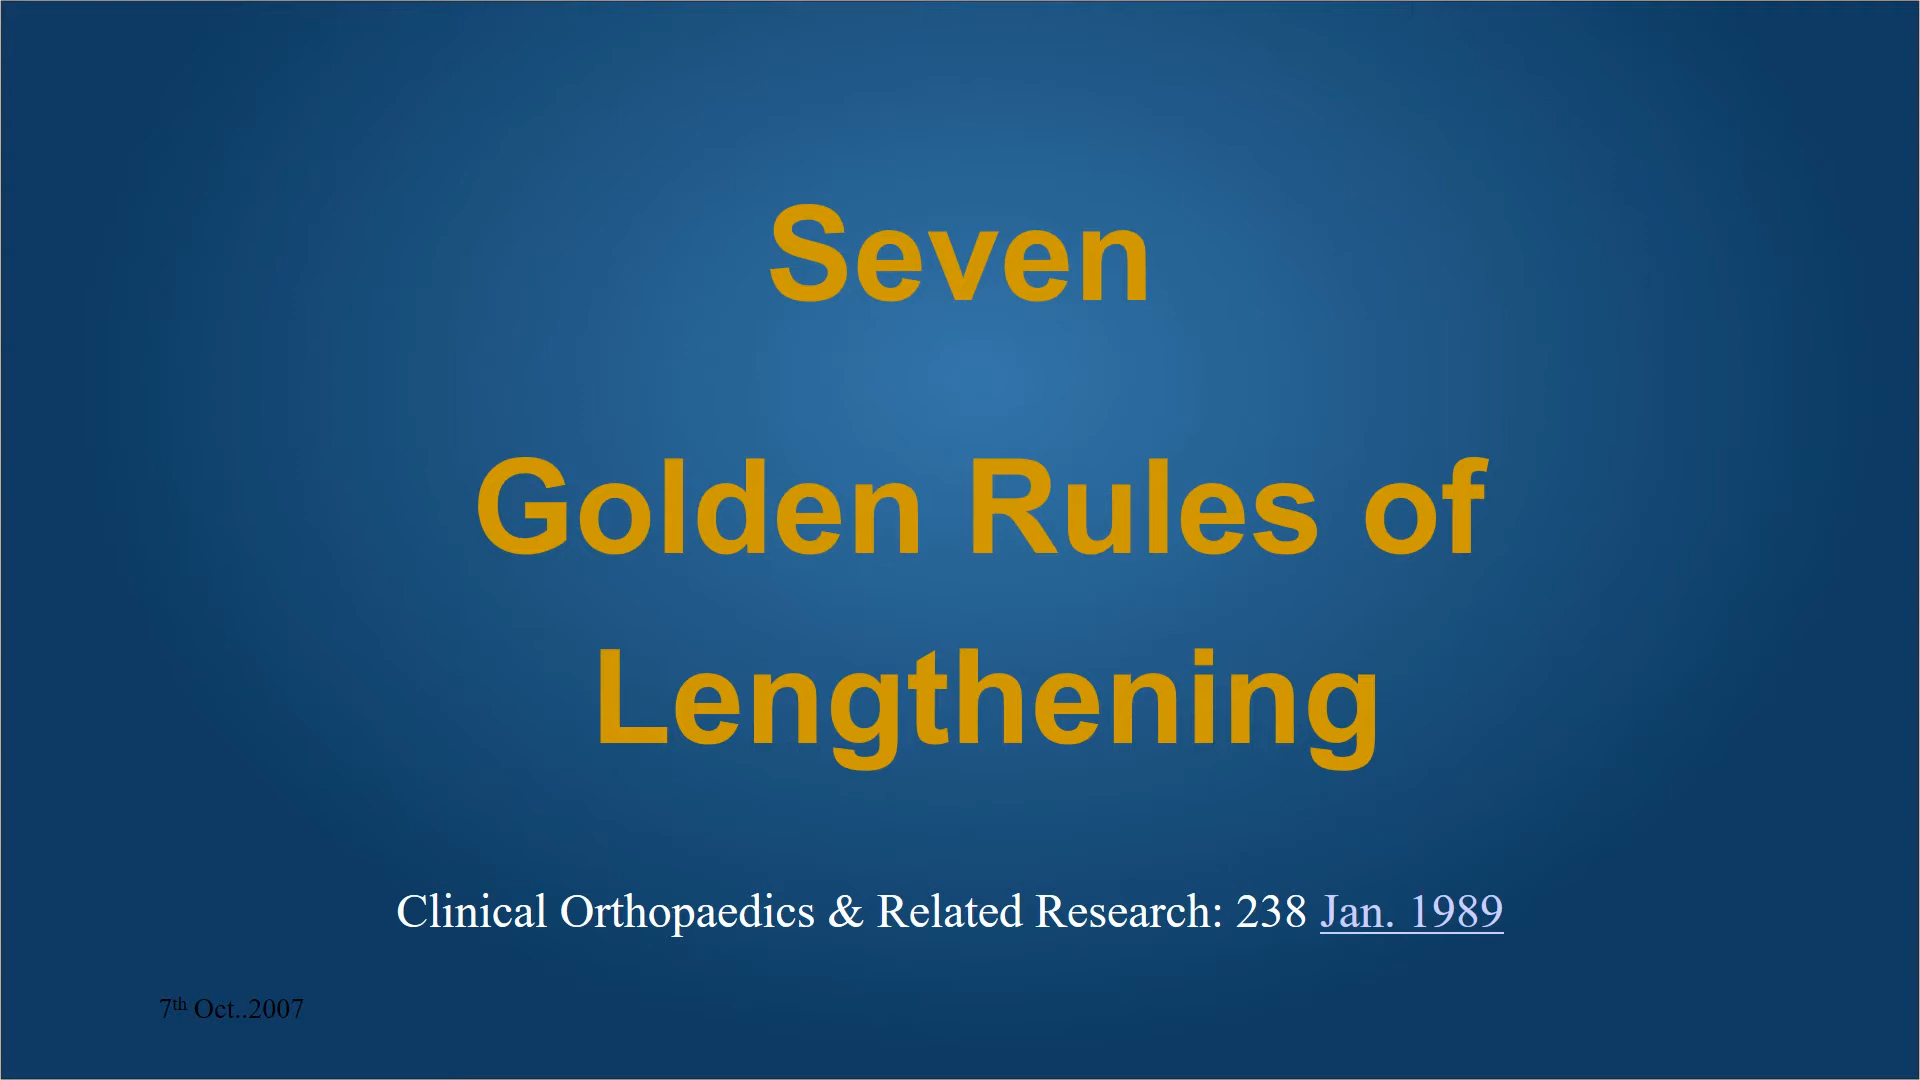 Seven
Golden Rules of
Lengthening
Clinical Orthopaedics & Related Research: 238 Jan. 1989
7th Oct..2007